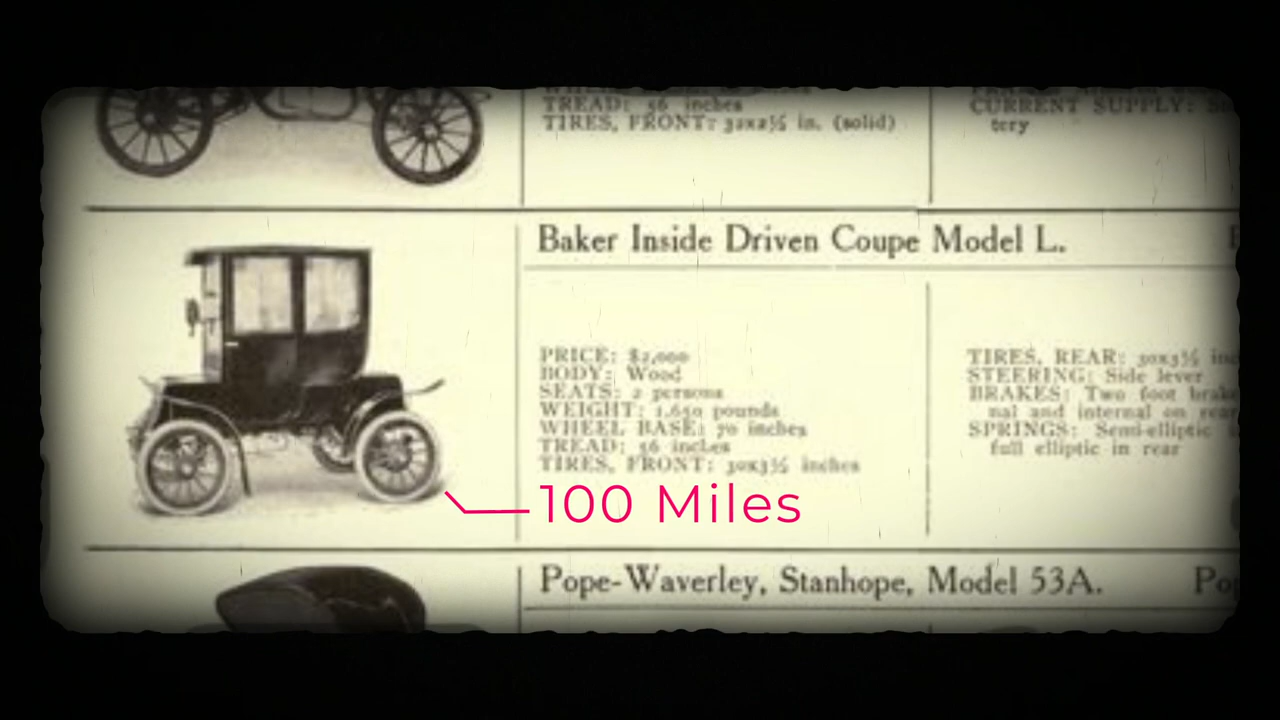 TREAD: 56 inches
TIRES, FRONT: 32x2½ in. (solid)
CURRENT SUPPLY:
tery
Baker Inside Driven Coupe Model L.
PRICE: $2,000
BODY: Wood
SEATS: 2 persons
WEIGHT: 1,650 pounds
WHEEL BASE: 70 inches
TREAD: 56 inches
TIRES, FRONT: 30x3½ inches
TIRES, REAR: 30x3½
STEERING: Side lever
BRAKES: Two foot brake
nal and internal on rear
SPRINGS: Semi-elliptic
full elliptic in rear
100 Miles
Pope-Waverley, Stanhope, Model 53A.
Po